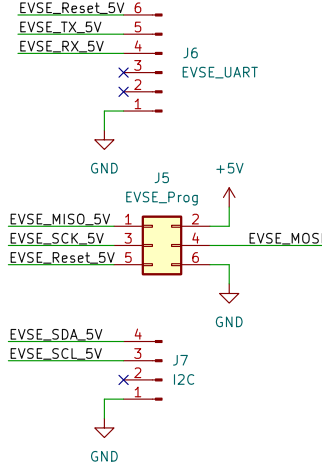 EVSE_Reset_5V 6
EVSE_TX_5V 5
EVSE_RX_5V 4
J6
3
EVSE_UART
2
1
GND
J5
+5V
EVSE_Prog
EVSE_MISO_5V 1 2
EVSE_SCK_5V 3 4 EVSE_MOSI
EVSE_Reset_5V 5 6
GND
EVSE_SDA_5V 4
EVSE_SCL_5V 3 J7
2 I2C
1
GND